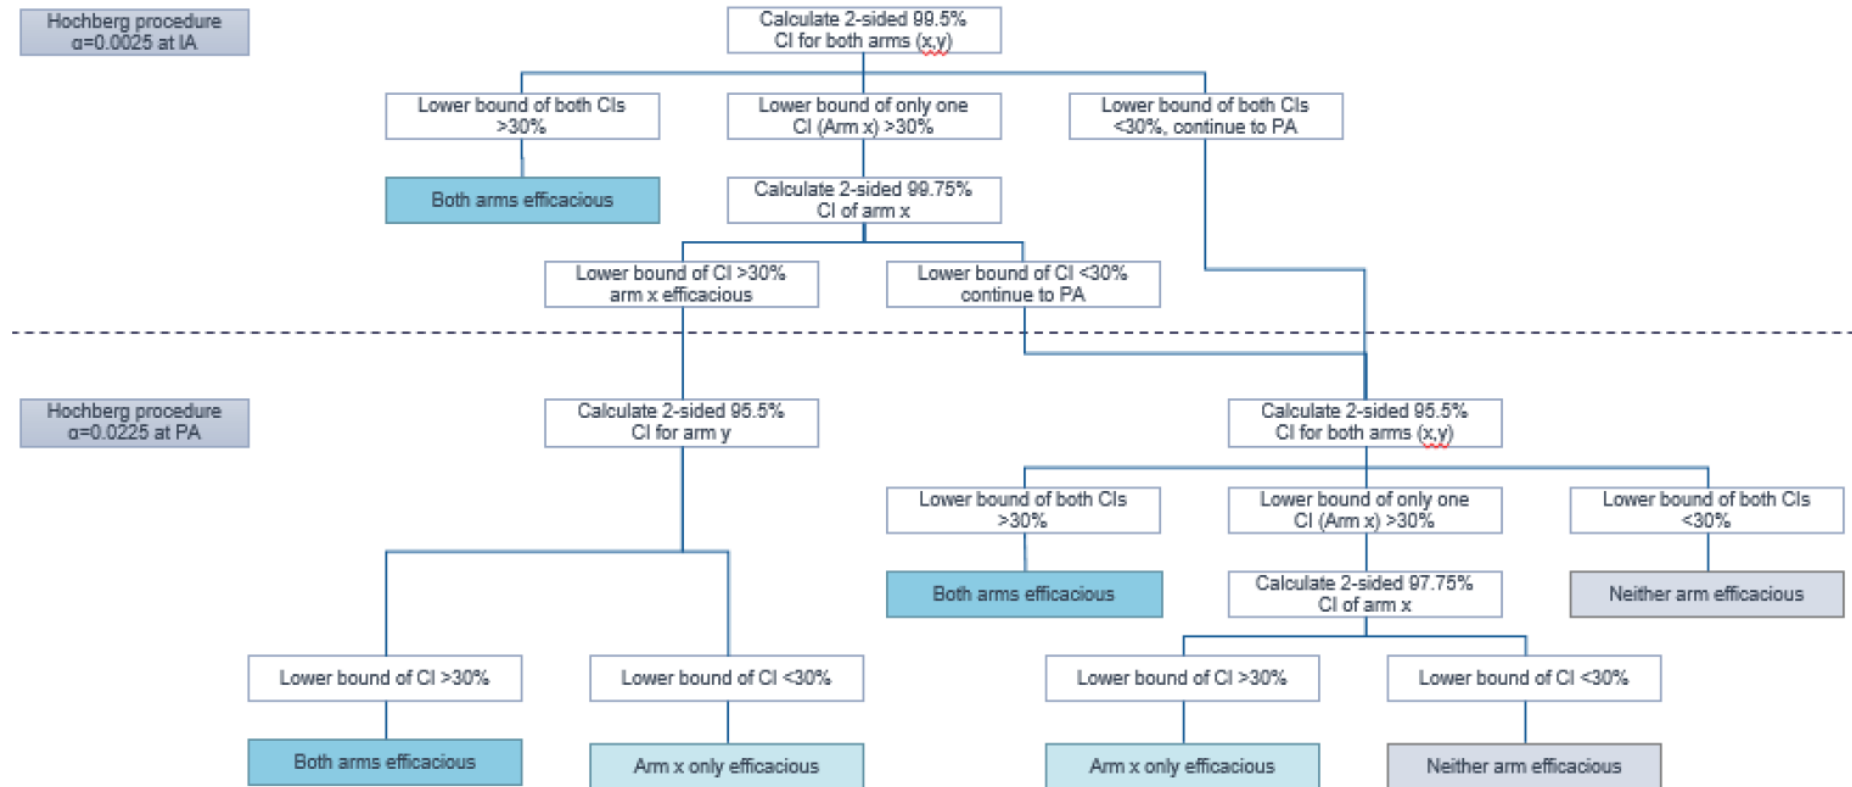 Hochberg procedure
α=0.0025 at IA
Calculate 2-sided 99.5%
CI for both arms (x,y)
Lower bound of both CIs
>30%
Lower bound of only one
CI (Arm x) >30%
Lower bound of both CIs
<30%, continue to PA
Both arms efficacious
Calculate 2-sided 99.75%
CI of arm x
Lower bound of CI >30%
arm x efficacious
Lower bound of CI <30%
continue to PA
Hochberg procedure
α=0.0225 at PA
Calculate 2-sided 95.5%
CI for arm y
Calculate 2-sided 95.5%
CI for both arms (x,y)
Lower bound of both CIs
>30%
Lower bound of only one
CI (Arm x) >30%
Lower bound of both CIs
<30%
Both arms efficacious
Calculate 2-sided 97.75%
CI of arm x
Neither arm efficacious
Lower bound of CI >30%
Lower bound of CI <30%
Lower bound of CI >30%
Lower bound of CI <30%
Both arms efficacious
Arm x only efficacious
Arm x only efficacious
Neither arm efficacious